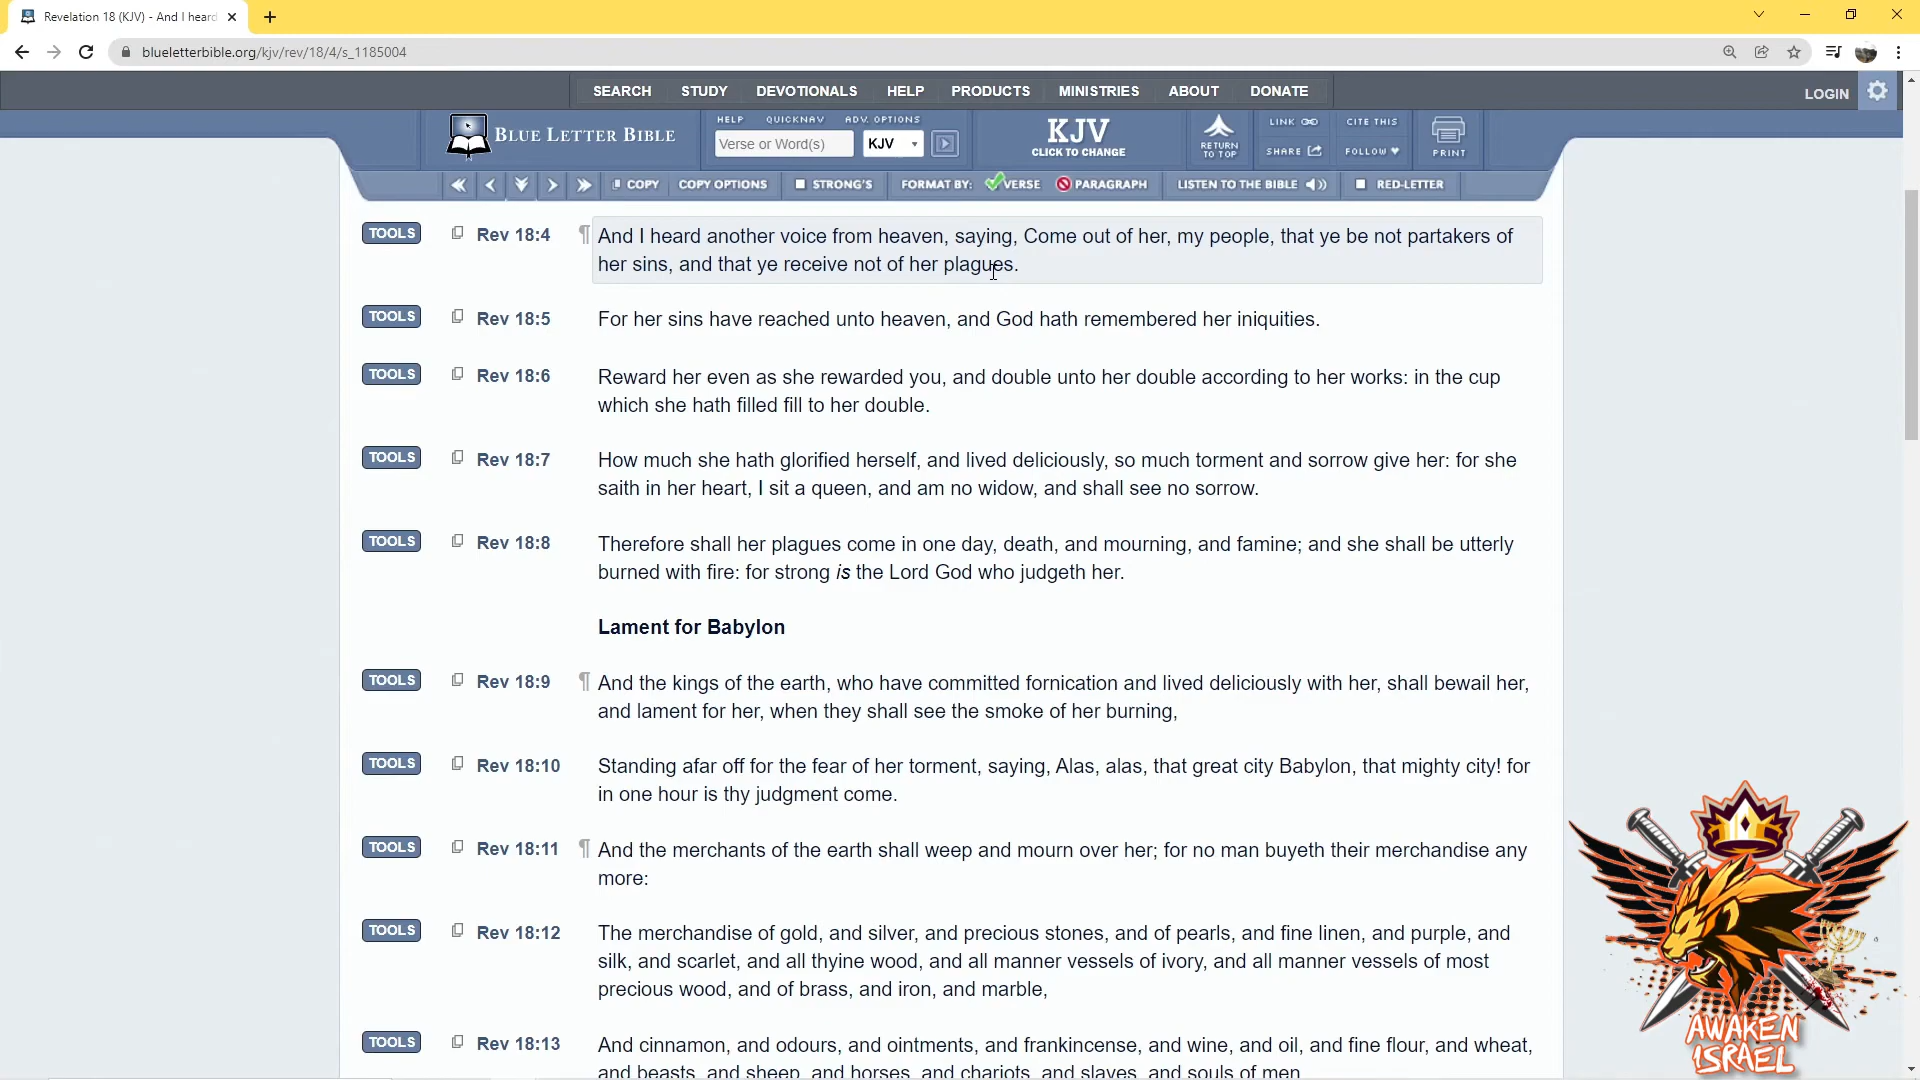 Revelation 18 (KJV) - And I heard
blueletterbible.org/kjv/rev/18/4/s_1185004
SEARCH STUDY DEVOTIONALS HELP PRODUCTS MINISTRIES ABOUT DONATE
LOGIN
BLUE LETTER BIBLE
HELP QUICKNAV ADV. OPTIONS
Verse or Word(s) KJV
KJV
CLICK TO CHANGE
RETURN
TO TOP
LINK CITE THIS
SHARE FOLLOW
PRINT
COPY COPY OPTIONS STRONG'S FORMAT BY: VERSE PARAGRAPH LISTEN TO THE BIBLE RED-LETTER
TOOLS Rev 18:4 ¶ And I heard another voice from heaven, saying, Come out of her, my people, that ye be not partakers of
her sins, and that ye receive not of her plagues.
TOOLS Rev 18:5 For her sins have reached unto heaven, and God hath remembered her iniquities.
TOOLS Rev 18:6 Reward her even as she rewarded you, and double unto her double according to her works: in the cup
which she hath filled fill to her double.
TOOLS Rev 18:7 How much she hath glorified herself, and lived deliciously, so much torment and sorrow give her: for she
saith in her heart, I sit a queen, and am no widow, and shall see no sorrow.
TOOLS Rev 18:8 Therefore shall her plagues come in one day, death, and mourning, and famine; and she shall be utterly
burned with fire: for strong is the Lord God who judgeth her.
Lament for Babylon
TOOLS Rev 18:9 ¶ And the kings of the earth, who have committed fornication and lived deliciously with her, shall bewail her,
and lament for her, when they shall see the smoke of her burning,
TOOLS Rev 18:10 Standing afar off for the fear of her torment, saying, Alas, alas, that great city Babylon, that mighty city! for
in one hour is thy judgment come.
TOOLS Rev 18:11 ¶ And the merchants of the earth shall weep and mourn over her; for no man buyeth their merchandise any
more:
TOOLS Rev 18:12 The merchandise of gold, and silver, and precious stones, and of pearls, and fine linen, and purple, and
silk, and scarlet, and all thyine wood, and all manner vessels of ivory, and all manner vessels of most
precious wood, and of brass, and iron, and marble,
TOOLS Rev 18:13 And cinnamon, and odours, and ointments, and frankincense, and wine, and oil, and fine flour, and wheat,
and beasts, and sheep, and horses, and chariots, and slaves, and souls of men
AWAKEN
ISRAEL